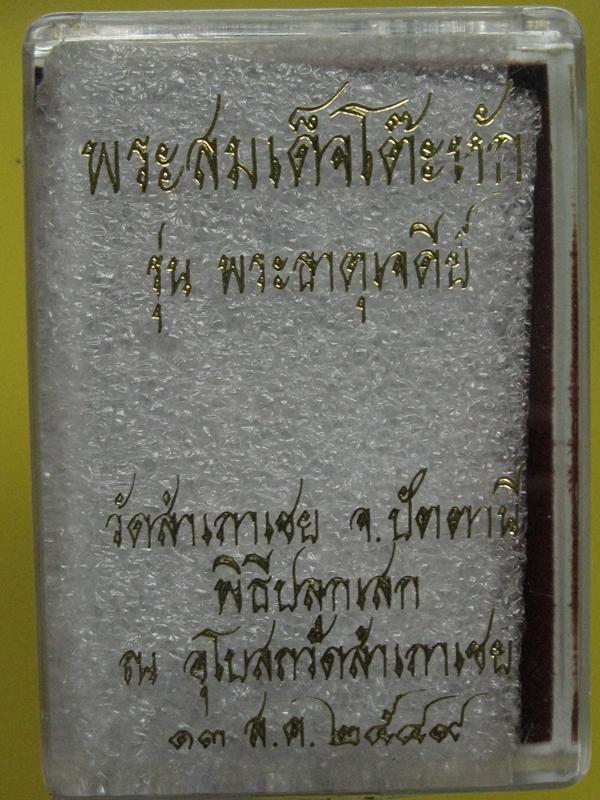 พระสมเด็จโต๊ะหัก
รุ่น พระธาตุเจดีย์
วัดสำเภาเชย จ.ปัตตานี
พิธีปลุกเสก
ณ อุโบสถวัดสำเภาเชย
๑๓ ส.ค. ๒๕๔๙